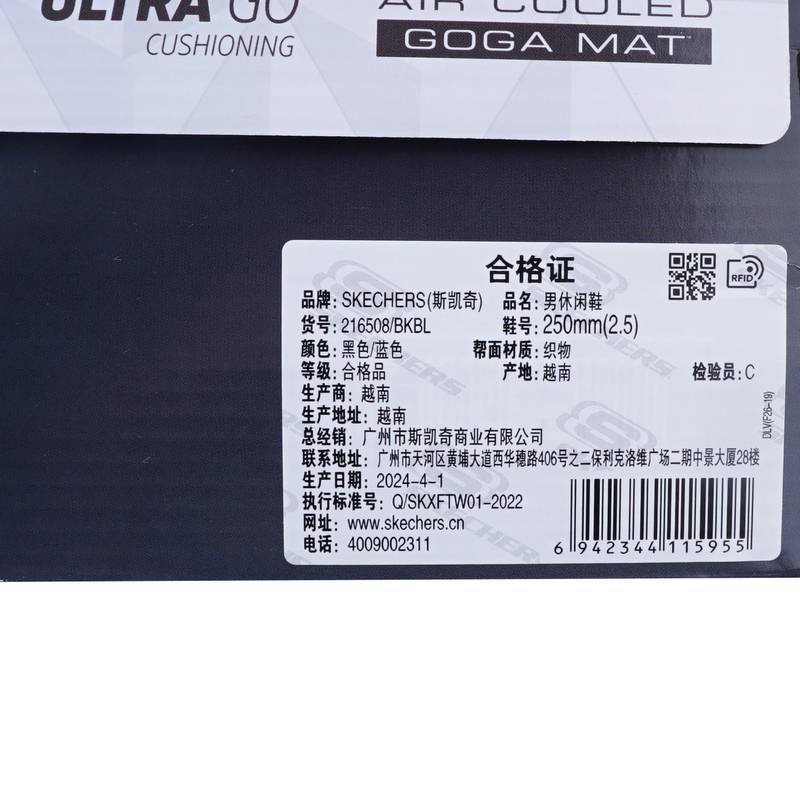 ULTRA GO
CUSHIONING
AIR COOLED
GOGA MAT™
合格证
RFID
品牌: SKECHERS(斯凯奇) 品名: 男休闲鞋
货号: 216508/BKBL 鞋号: 250mm(2.5)
颜色: 黑色/蓝色 帮面材质: 织物
等级: 合格品 产地: 越南 检验员: C
生产商: 越南
生产地址: 越南
总经销: 广州市斯凯奇商业有限公司
联系地址: 广州市天河区黄埔大道西华穗路406号之二保利克洛维广场二期中景大厦28楼
生产日期: 2024-4-1
执行标准号: Q/SKXFTW01-2022
网址: www.skechers.cn
电话: 4009002311
6 942344 115955
DLV(F26-19)
SKECHERS
SKECHERS
SKECHERS
SKECHERS